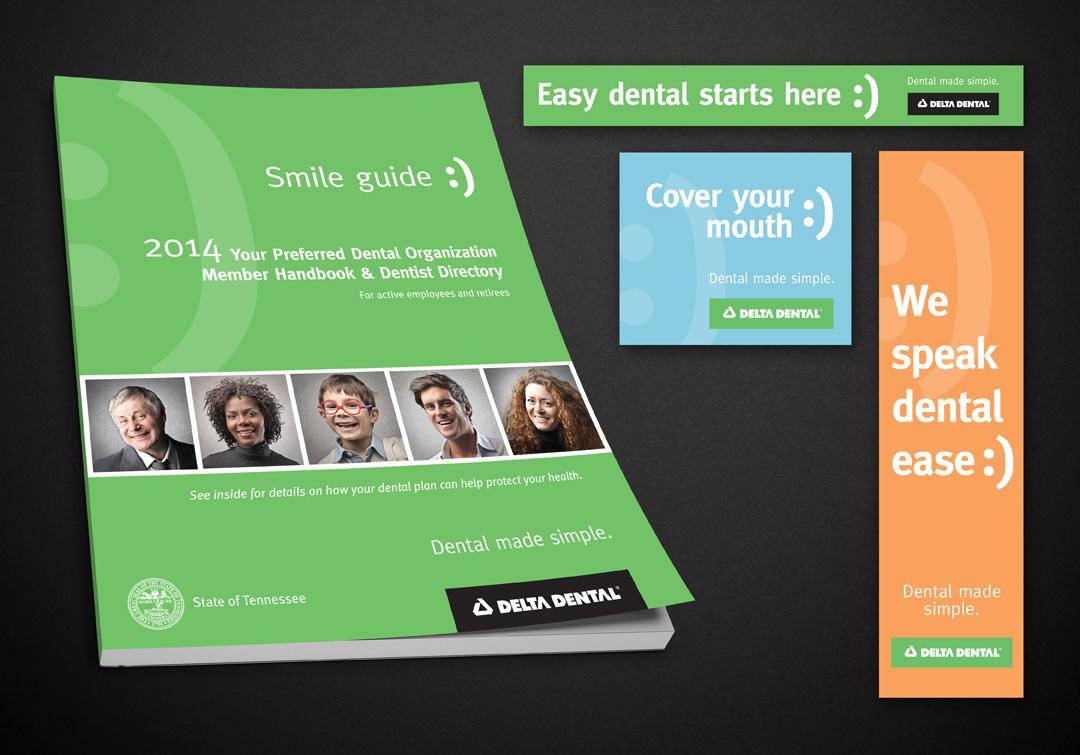 Smile guide :)
2014 Your Preferred Dental Organization
Member Handbook & Dentist Directory
For active employees and retirees
See inside for details on how your dental plan can help protect your health.
Dental made simple.
State of Tennessee
DELTA DENTAL
Easy dental starts here :)
Dental made simple.
DELTA DENTAL
Cover your
mouth :)
Dental made simple.
DELTA DENTAL
We
speak
dental
ease :)
Dental made
simple.
DELTA DENTAL